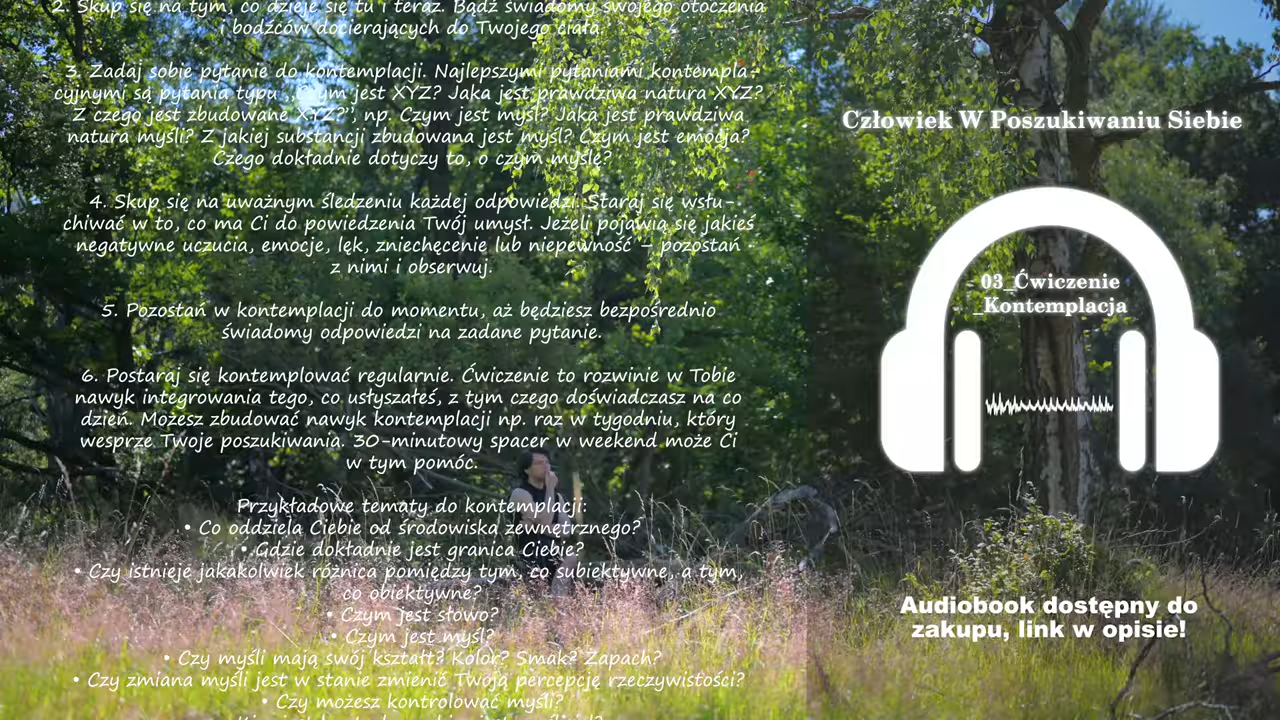 2. Skup się na tym, co dzieje się tu i teraz. Bądź świadomy swojego otoczenia
i bodźców docierających do Twojego ciała.
3. Zadaj sobie pytanie do kontemplacji. Najlepszymi pytaniami kontempla-
cyjnymi są pytania typu ,,Czym jest XYZ? Jaka jest prawdziwa natura XYZ?
Z czego jest zbudowane XYZ?”, np. Czym jest myśl? Jaka jest prawdziwa
natura myśli? Z jakiej substancji zbudowana jest myśl? Czym jest emocja?
Czego dokładnie dotyczy to, o czym myślę?
4. Skup się na uważnym śledzeniu każdej odpowiedzi. Staraj się wsłu-
chiwać w to, co ma Ci do powiedzenia Twój umysł. Jeżeli pojawią się jakieś
negatywne uczucia, emocje, lęk, zniechęcenie lub niepewność – pozostań
z nimi i obserwuj.
5. Pozostań w kontemplacji do momentu, aż będziesz bezpośrednio
świadomy odpowiedzi na zadane pytanie.
6. Postaraj się kontemplować regularnie. Ćwiczenie to rozwinie w Tobie
nawyk integrowania tego, co usłyszałeś, z tym czego doświadczasz na co
dzień. Możesz zbudować nawyk kontemplacji np. raz w tygodniu, który
wesprze Twoje poszukiwania. 30-minutowy spacer w weekend może Ci
w tym pomóc.
Przykładowe tematy do kontemplacji:
• Co oddziela Ciebie od środowiska zewnętrznego?
• Gdzie dokładnie jest granica Ciebie?
• Czy istnieje jakakolwiek różnica pomiędzy tym, co subiektywne, a tym,
co obiektywne?
• Czym jest słowo?
• Czym jest myśl?
• Czy myśli mają swój kształt? Kolor? Smak? Zapach?
• Czy zmiana myśli jest w stanie zmienić Twoją percepcję rzeczywistości?
• Czy możesz kontrolować myśli?
Człowiek W Poszukiwaniu Siebie
03_Ćwiczenie
_Kontemplacja
Audiobook dostępny do
zakupu, link w opisie!